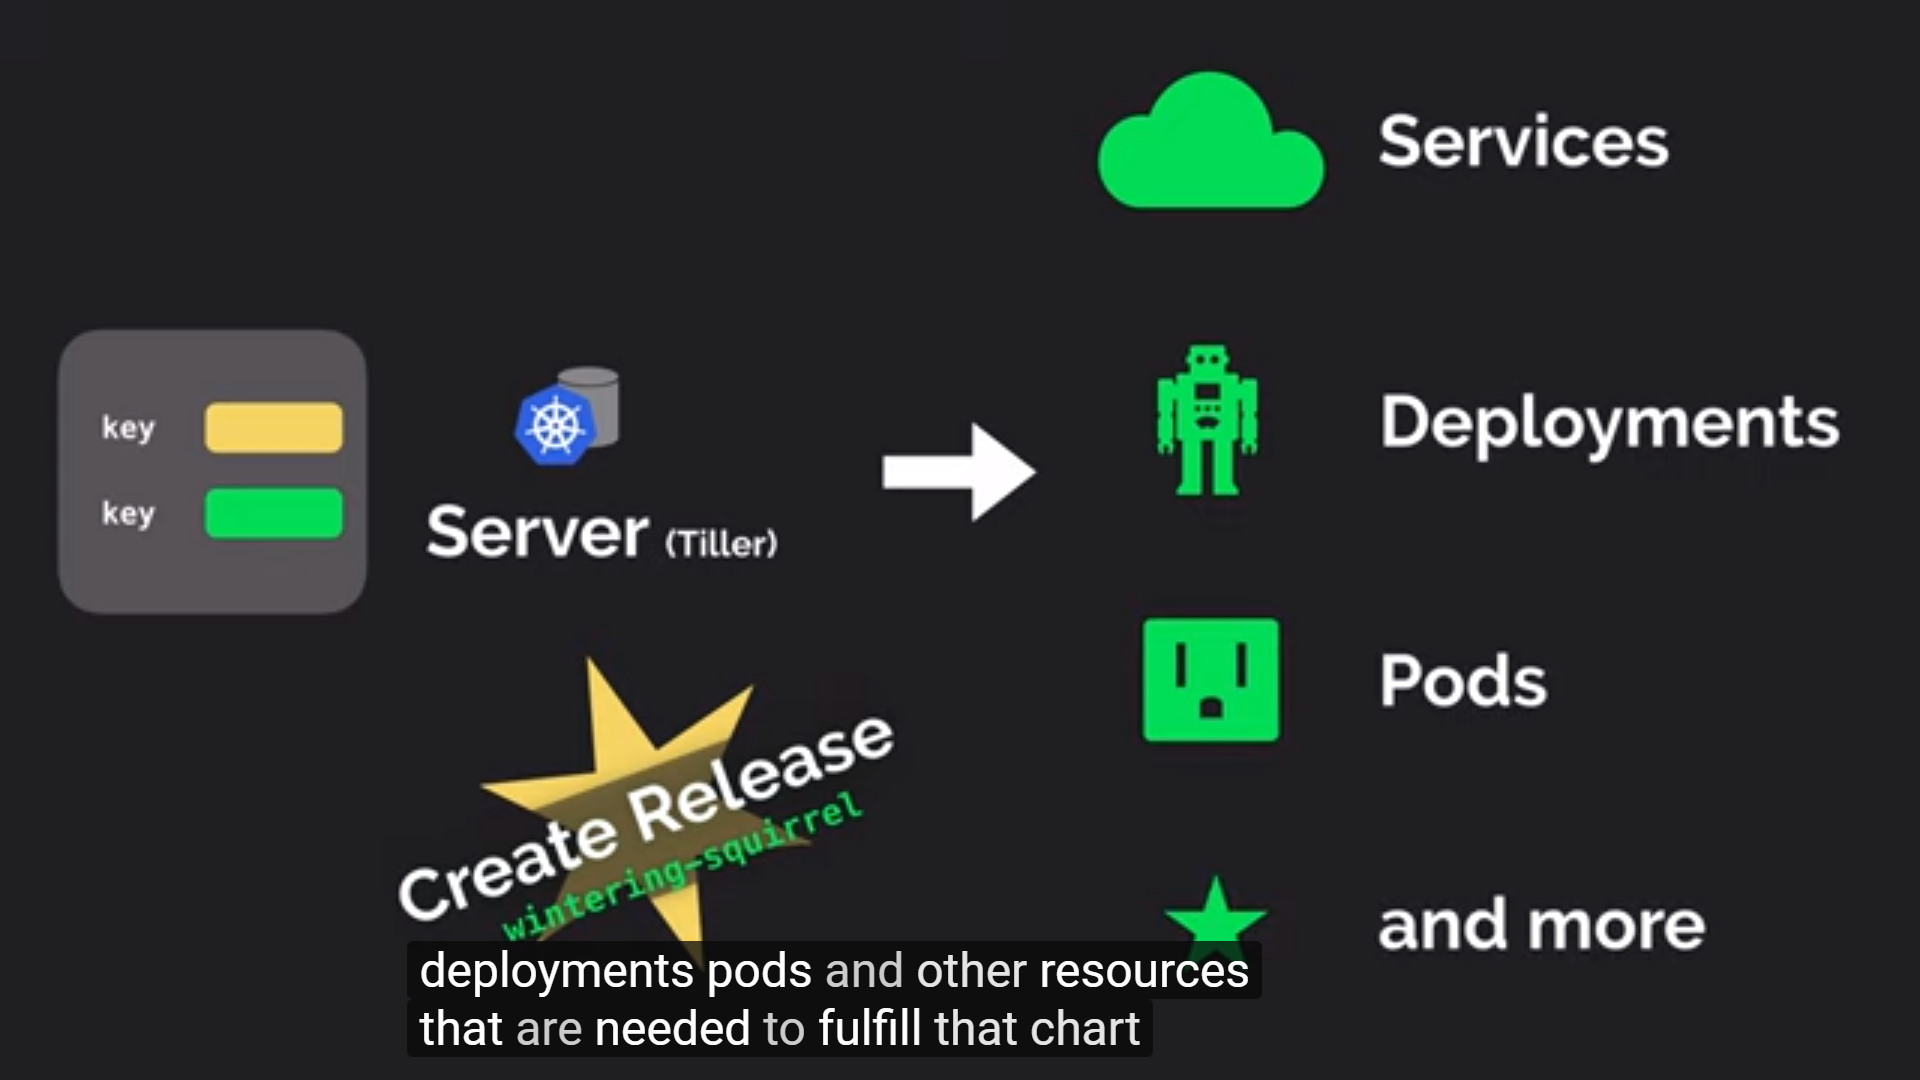 Services
key
key
Server (Tiller)
Deployments
Pods
Create Release
wintering-squirrel
and more
deployments pods and other resources
that are needed to fulfill that chart